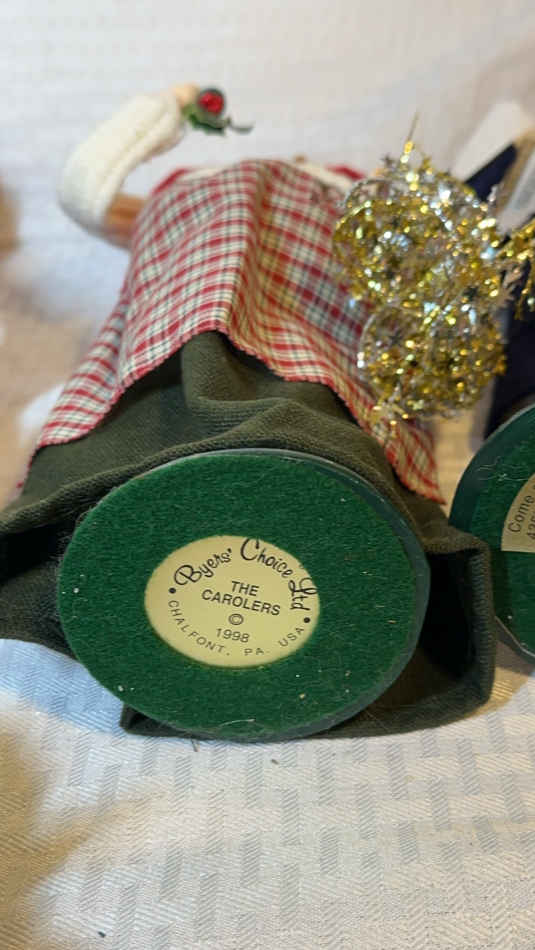 Byers' Choice Ltd
THE
CAROLERS
©
1998
CHALFONT, PA. USA
Come